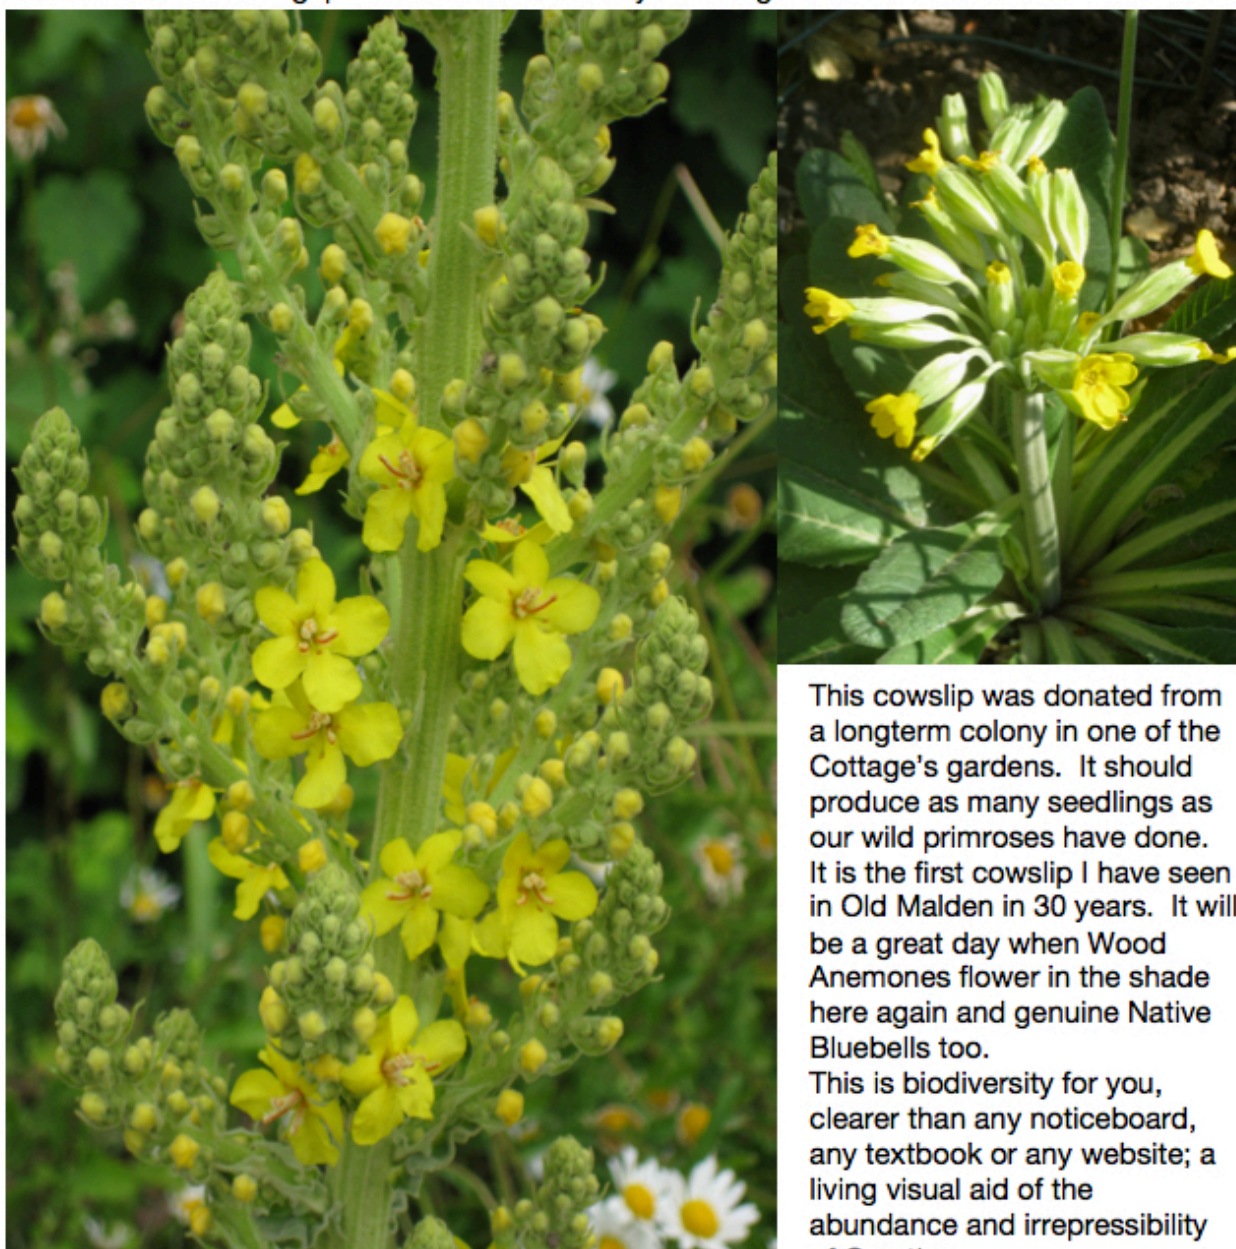 This cowslip was donated from
a longterm colony in one of the
Cottage's gardens.  It should
produce as many seedlings as
our wild primroses have done.
It is the first cowslip I have seen
in Old Malden in 30 years.  It will
be a great day when Wood
Anemones flower in the shade
here again and genuine Native
Bluebells too.
This is biodiversity for you,
clearer than any noticeboard,
any textbook or any website; a
living visual aid of the
abundance and irrepressibility